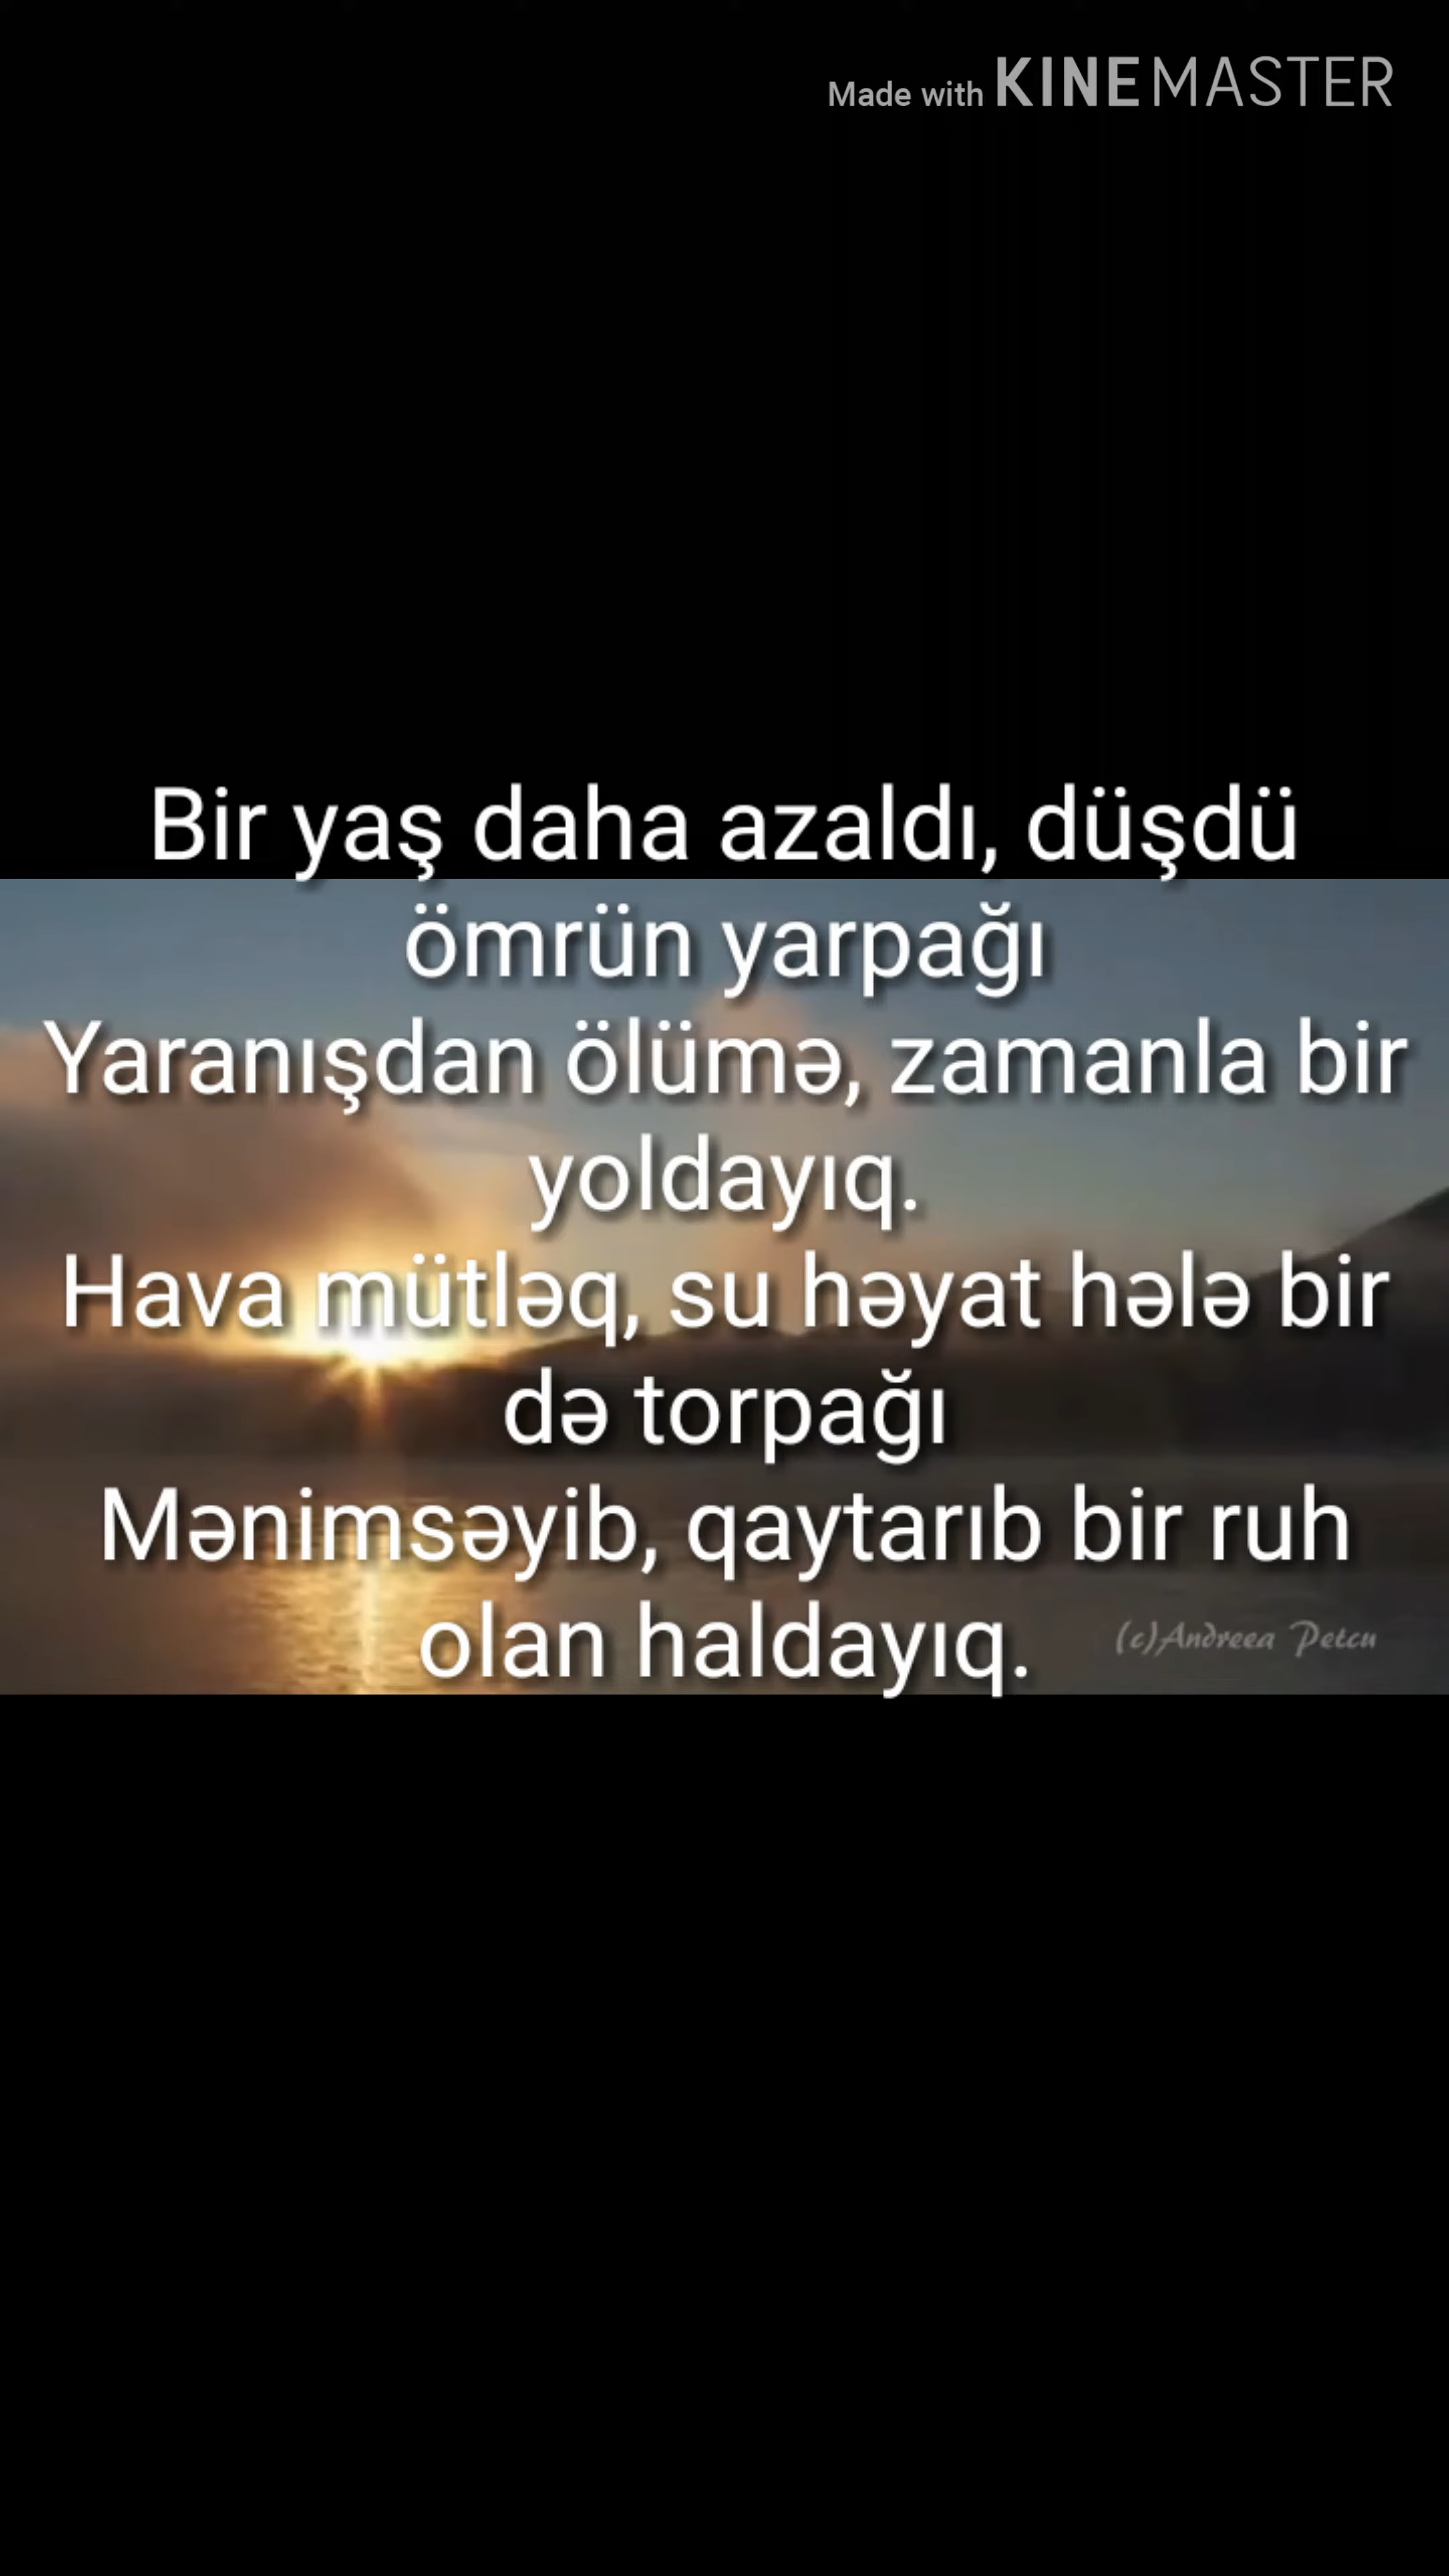 Made with KINEMASTER
Bir yaş daha azaldı, düşdü
ömrün yarpağı
Yaranışdan ölümə, zamanla bir
yoldayıq.
Hava mütləq, su həyat hələ bir
də torpağı
Mənimsəyib, qaytarıb bir ruh
olan haldayıq.
(c)Andreea Petcu